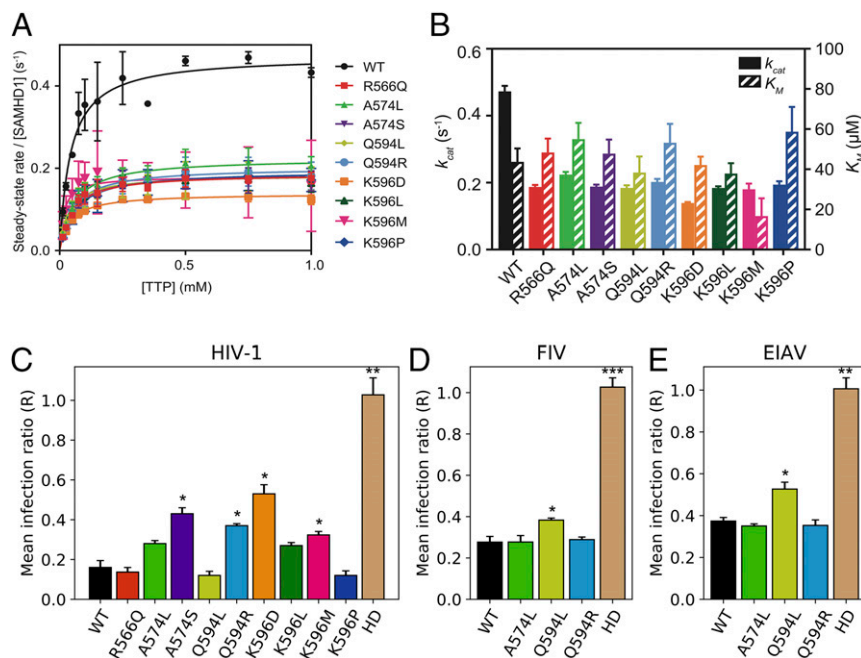 A
Steady-state rate / [SAMHD1] (s⁻¹)
0.4
0.2
0.0
0
0.5
1.0
[TTP] (mM)
WT
R566Q
A574L
A574S
Q594L
Q594R
K596D
K596L
K596M
K596P
B
kcat (s⁻¹)
0.6
0.4
0.2
0.0
kcat
KM
100
80
60
40
20
0
KM (µM)
WT
R566Q
A574L
A574S
Q594L
Q594R
K596D
K596L
K596M
K596P
C
HIV-1
Mean infection ratio (R)
1.0
0.8
0.6
0.4
0.2
0.0
*
*
*
*
**
WT
R566Q
A574L
A574S
Q594L
Q594R
K596D
K596L
K596M
K596P
HD
D
FIV
Mean infection ratio (R)
1.0
0.8
0.6
0.4
0.2
0.0
*
***
WT
A574L
Q594L
Q594R
HD
E
EIAV
Mean infection ratio (R)
1.0
0.8
0.6
0.4
0.2
0.0
*
**
WT
A574L
Q594L
Q594R
HD